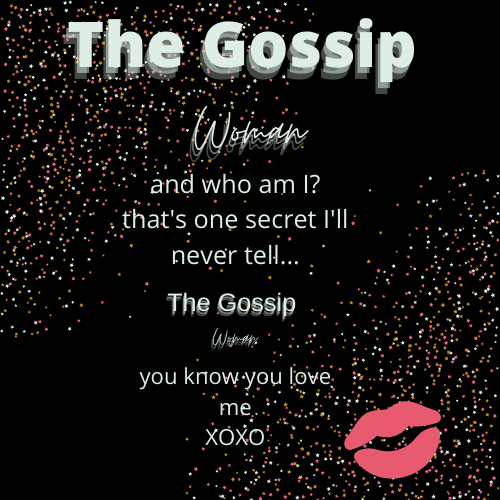 The Gossip
Woman
and who am I?
that's one secret I'll
never tell...
The Gossip
Woman
you know you love
me
XOXO